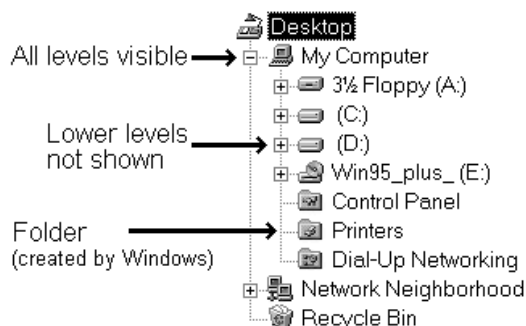 Desktop
All levels visible
My Computer
3½ Floppy (A:)
(C:)
Lower levels
not shown
(D:)
Win95_plus_ (E:)
Control Panel
Folder
(created by Windows)
Printers
Dial-Up Networking
Network Neighborhood
Recycle Bin